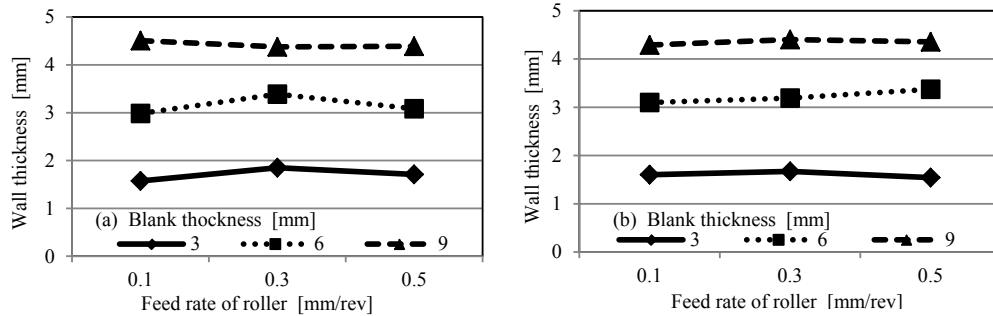 5
4
3
2
1
0
Wall thickness [mm]
(a) Blank thockness [mm]
3 6 9
0.1 0.3 0.5
Feed rate of roller [mm/rev]
5
4
3
2
1
0
Wall thickness [mm]
(b) Blank thickness [mm]
3 6 9
0.1 0.3 0.5
Feed rate of roller [mm/rev]